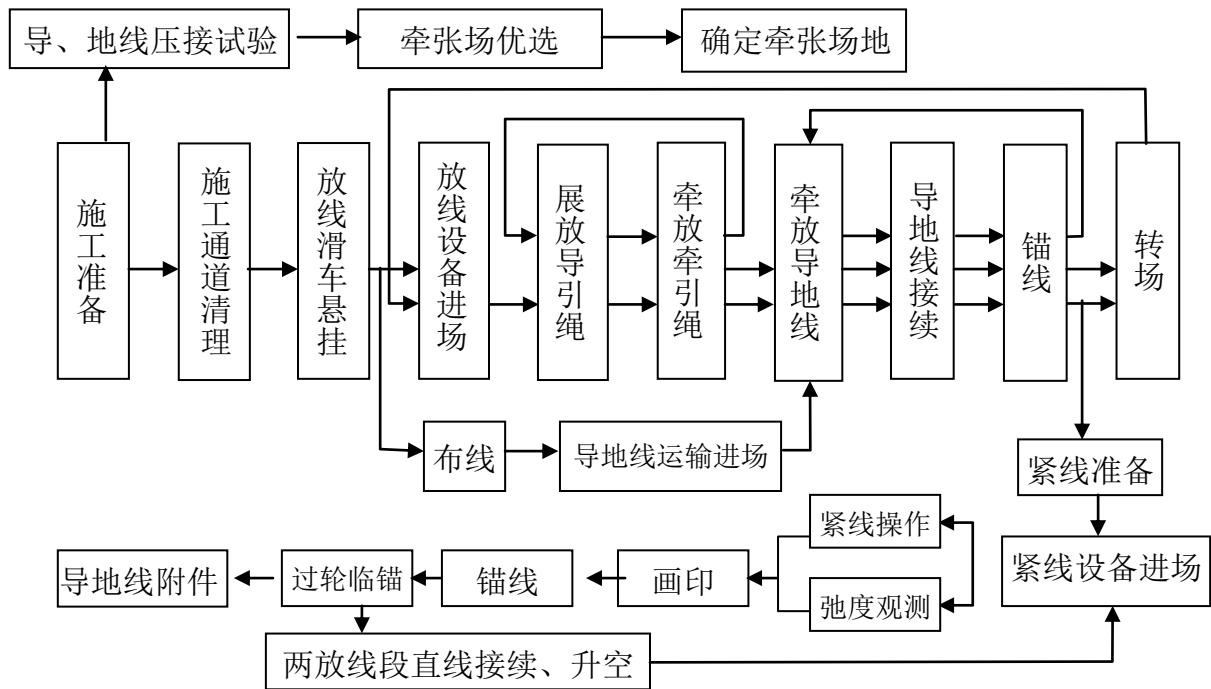 导、地线压接试验
牵张场优选
确定牵张场地
施工准备
施工通道清理
放线滑车悬挂
放线设备进场
展放导引绳
牵放牵引绳
牵放导地线
导地线接续
锚线
转场
布线
导地线运输进场
紧线准备
紧线操作
导地线附件
过轮临锚
锚线
画印
弛度观测
紧线设备进场
两放线段直线接续、升空